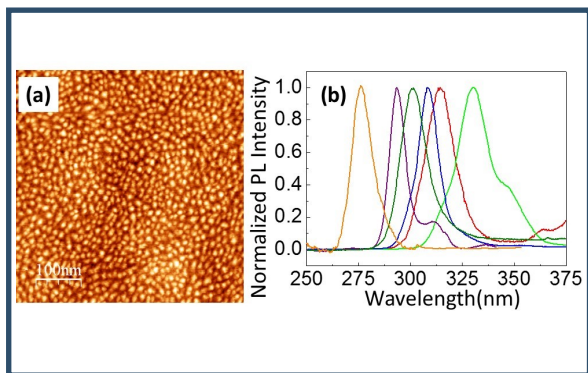 (a)
100nm
(b)
Normalized PL Intensity
1.0
0.8
0.6
0.4
0.2
0.0
250 275 300 325 350 375
Wavelength(nm)